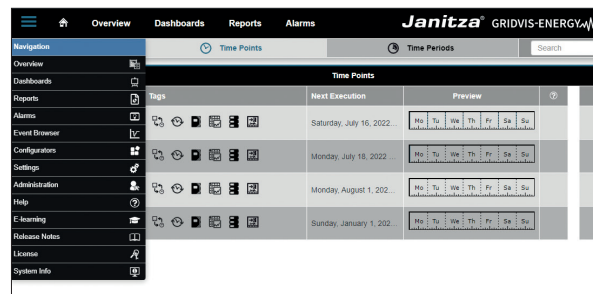 Overview Dashboards Reports Alarms Janitza® GRIDVIS-ENERGY
Navigation
Time Points Time Periods Search
Overview
Dashboards
Time Points
Reports
Tags Next Execution Preview
Alarms
Saturday, July 16, 2022... Mo Tu We Th Fr Sa Su
Event Browser
Configurators
Monday, July 18, 2022 ... Mo Tu We Th Fr Sa Su
Settings
Administration
Monday, August 1, 202... Mo Tu We Th Fr Sa Su
Help
E-learning
Sunday, January 1, 202... Mo Tu We Th Fr Sa Su
Release Notes
License
System Info